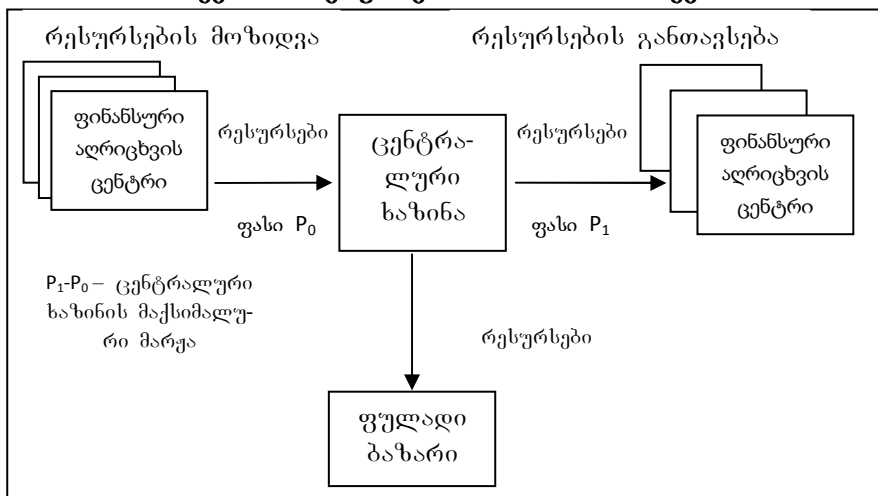 რესურსების მოზიდვა
რესურსების განთავსება
ფინანსური
აღრიცხვის
ცენტრი
რესურსები
ფასი P₀
ცენტრა-
ლური
ხაზინა
რესურსები
ფასი P₁
ფინანსური
აღრიცხვის
ცენტრი
P₁-P₀ – ცენტრალური
ხაზინის მაქსიმალუ-
რი მარჟა
რესურსები
ფულადი
ბაზარი